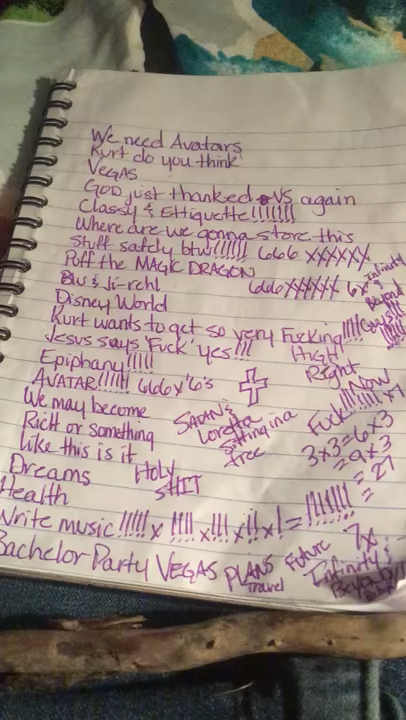 We need Avatars
Kurt do you think
VEGAS
GOD just thanked US again
Classy & Ettiquette!!!!!!!
Where are we gonna store this
Stuff safely btw!!!!!! 666 XXXXXX
Puff the MAGIC DRAGON
666XXXXXX 6x & Infinity
Beyond
Disney World
Kurt wants to get so very Fucking!!!!
High
Right
Now
Jesus says 'Fuck' yes!!!
Epiphany!!!!!
AVATAR!!!!!! 666x'6's
We may become
Rich or something
Like this is it
SATAN &
Loretta
Sitting in a
tree
Fuck!!!!!!!! x7
3x3=6x3
=9x3
=27
=
Dreams
Holy
SHIT
Health
Write music!!!!! x !!!! x!!! x!! x! = !!!!!!!
Bachelor Party VEGAS PLANS Future 7x
Travel
Infinity &
Beyond!!